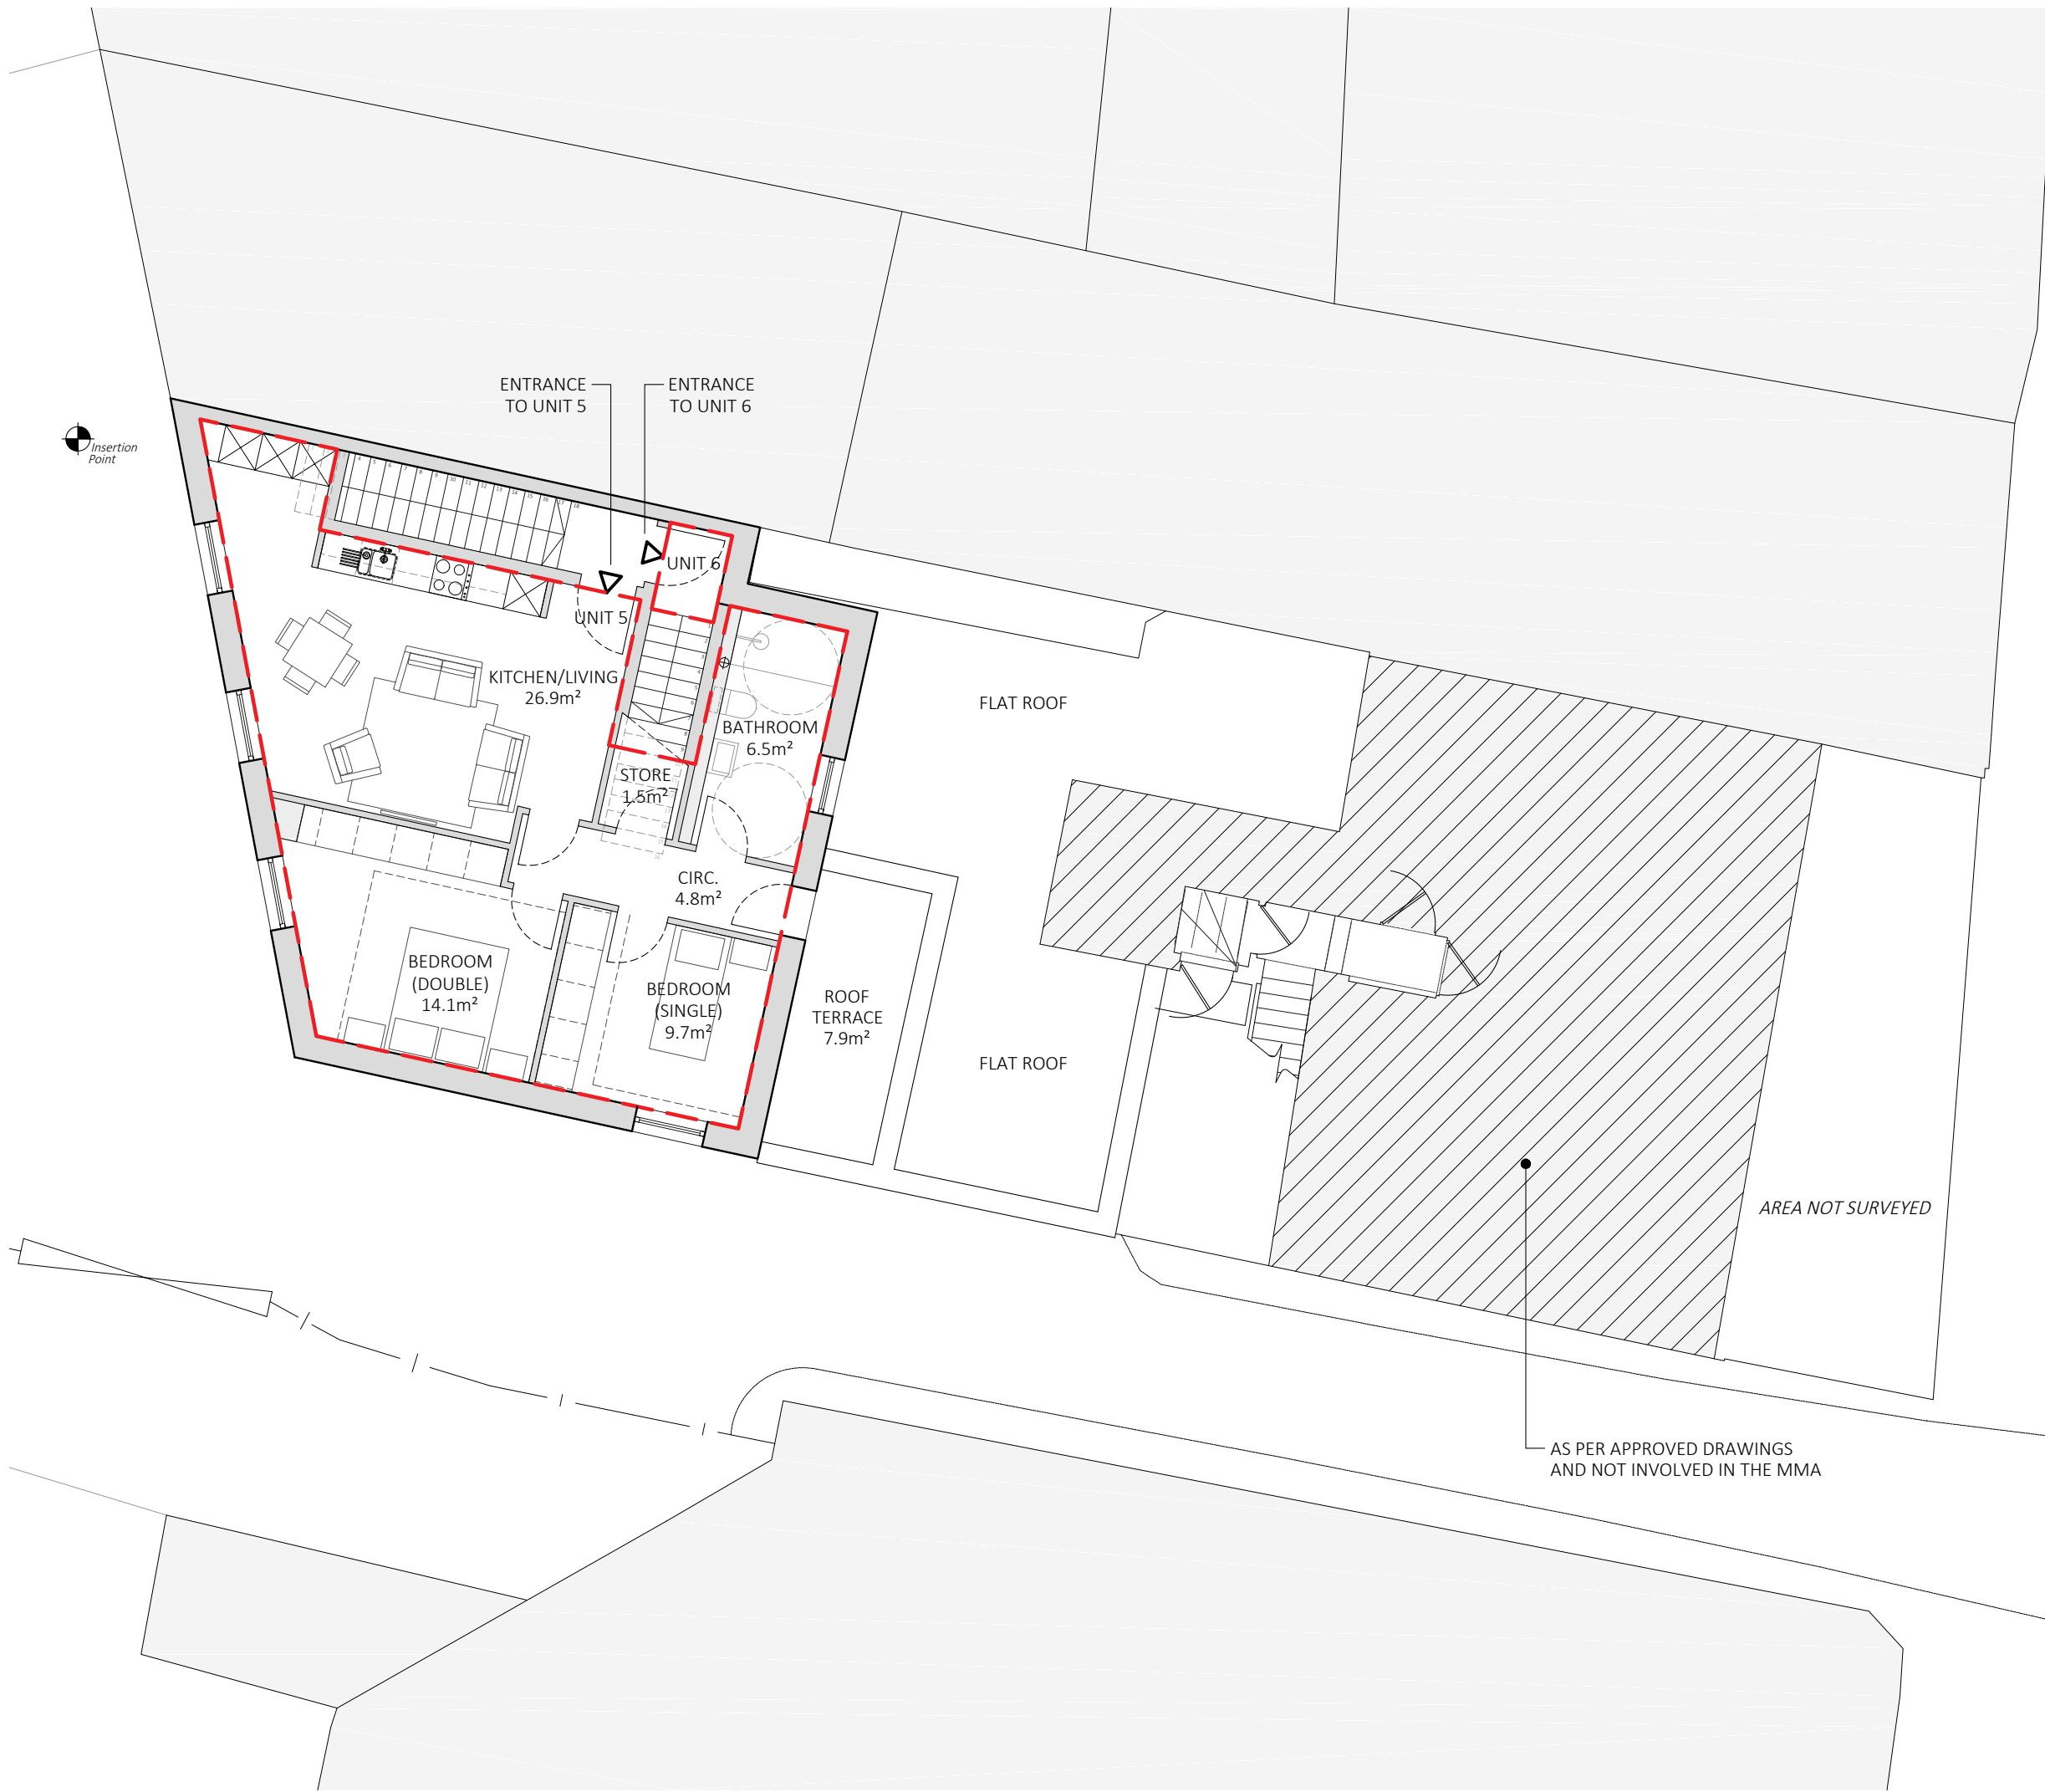 ENTRANCE
TO UNIT 5
ENTRANCE
TO UNIT 6
Insertion
Point
UNIT 6
UNIT 5
KITCHEN/LIVING
26.9m²
BATHROOM
6.5m²
STORE
1.5m²
CIRC.
4.8m²
BEDROOM
(DOUBLE)
14.1m²
BEDROOM
(SINGLE)
9.7m²
ROOF
TERRACE
7.9m²
FLAT ROOF
FLAT ROOF
AREA NOT SURVEYED
AS PER APPROVED DRAWINGS
AND NOT INVOLVED IN THE MMA